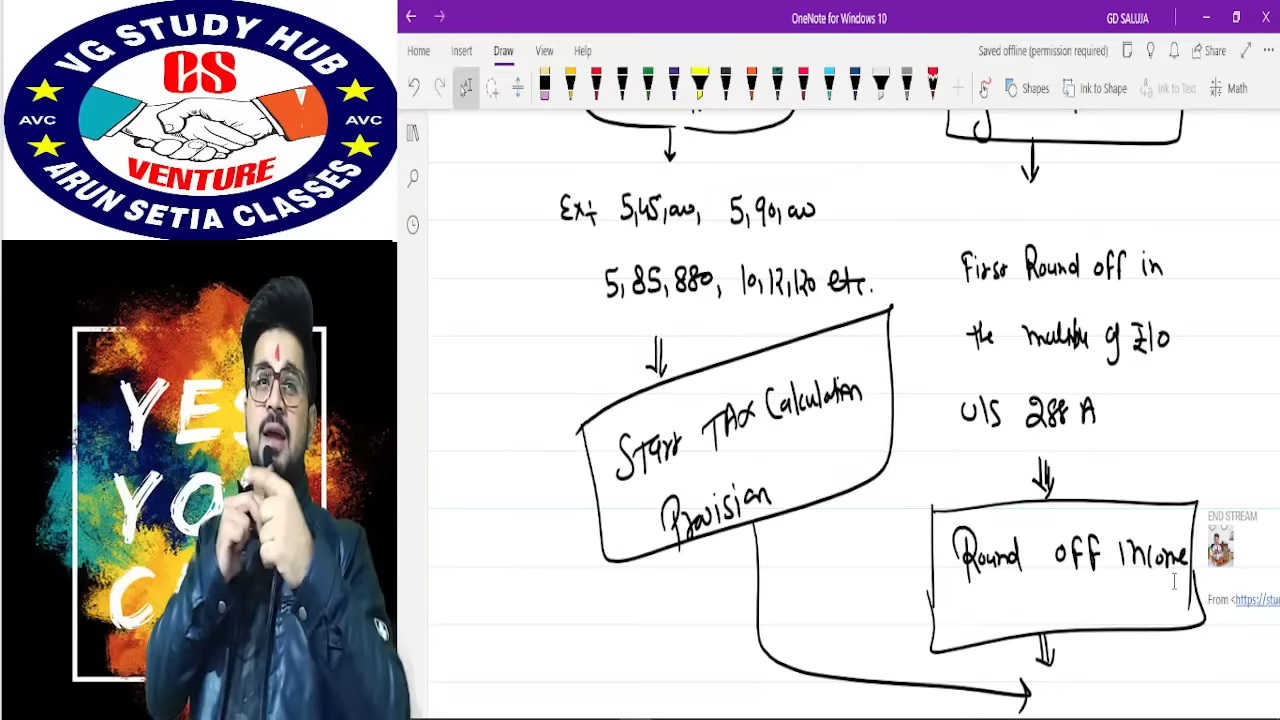 VG STUDY HUB
CS
AVC
AVC
VENTURE
ARUN SETIA CLASSES
YES
YO
C
OneNote for Windows 10
GD SALUJA
Home
Insert
Draw
View
Help
Saved offline (permission required)
Share
Shapes
Ink to Shape
Ink to Text
Math
Ex:- 5,45,000, 5,90,000
5,85,880, 10,12,120 etc.
Start TAX Calculation
Provision
First Round off in
the multiple of ₹10
U/S 288 A
Round off income
END STREAM
From <https://stu